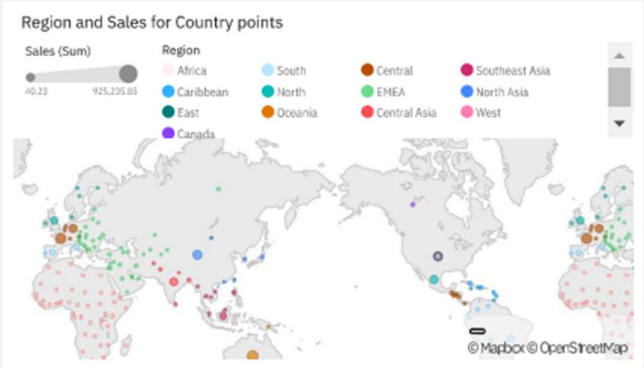 Region and Sales for Country points
Sales (Sum)
40.23 925,235.85
Region
Africa South Central Southeast Asia
Caribbean North EMEA North Asia
East Oceania Central Asia West
Canada
© Mapbox © OpenStreetMap